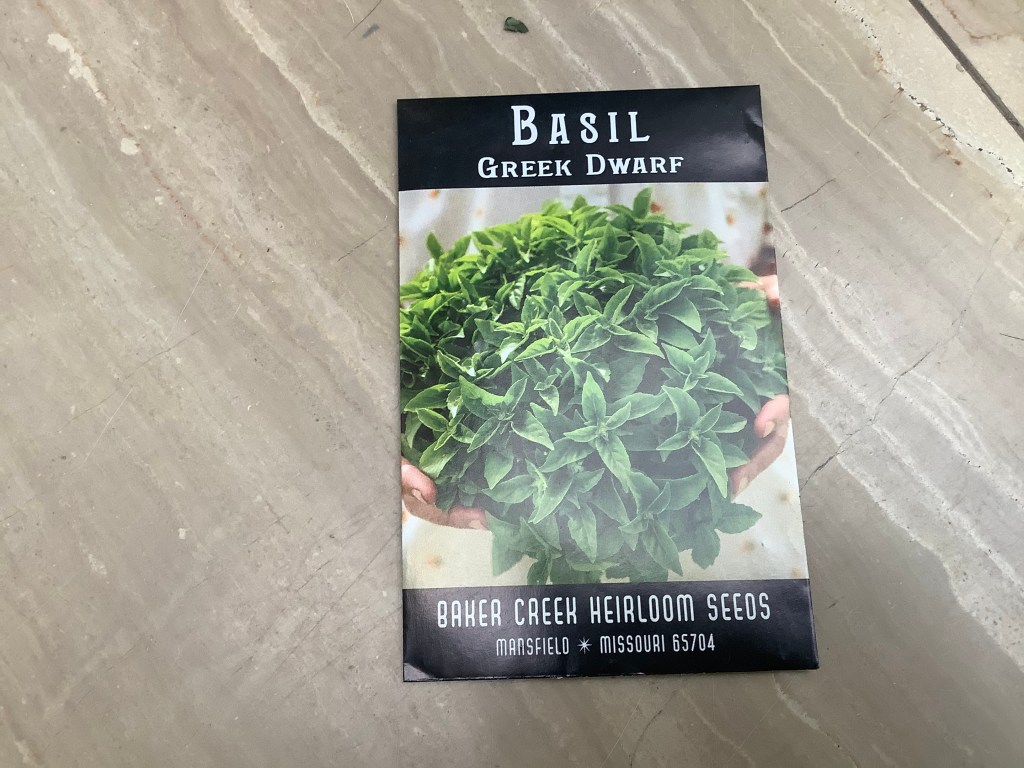 BASIL
GREEK DWARF
BAKER CREEK HEIRLOOM SEEDS
MANSFIELD ✴ MISSOURI 65704